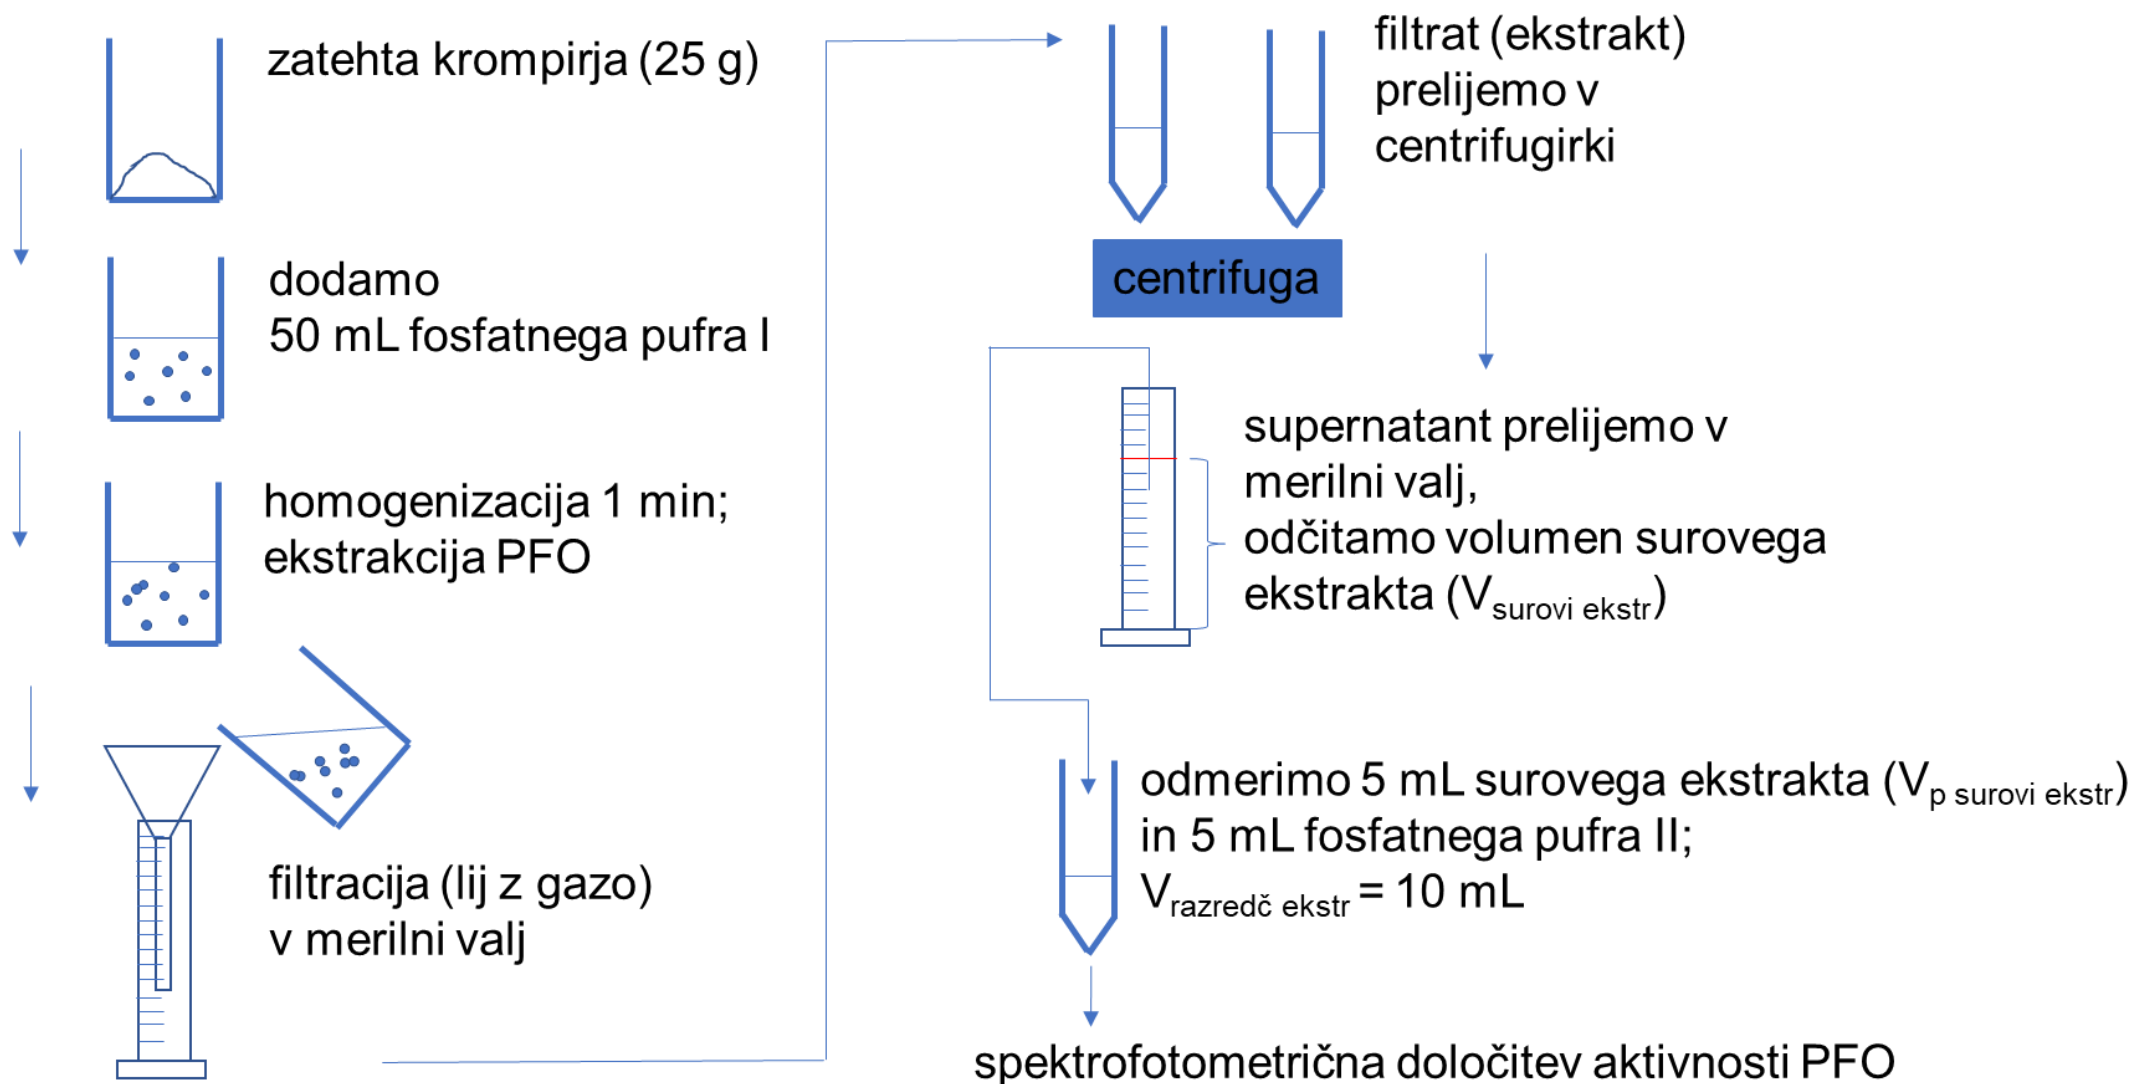 zatehta krompirja (25 g)
dodamo
50 mL fosfatnega pufra I
homogenizacija 1 min;
ekstrakcija PFO
filtracija (lij z gazo)
v merilni valj
filtrat (ekstrakt)
prelijemo v
centrifugirki
centrifuga
supernatant prelijemo v
merilni valj,
odčitamo volumen surovega
ekstrakta (Vsurovi ekstr)
odmerimo 5 mL surovega ekstrakta (Vp surovi ekstr)
in 5 mL fosfatnega pufra II;
Vrazredč ekstr = 10 mL
spektrofotometrična določitev aktivnosti PFO